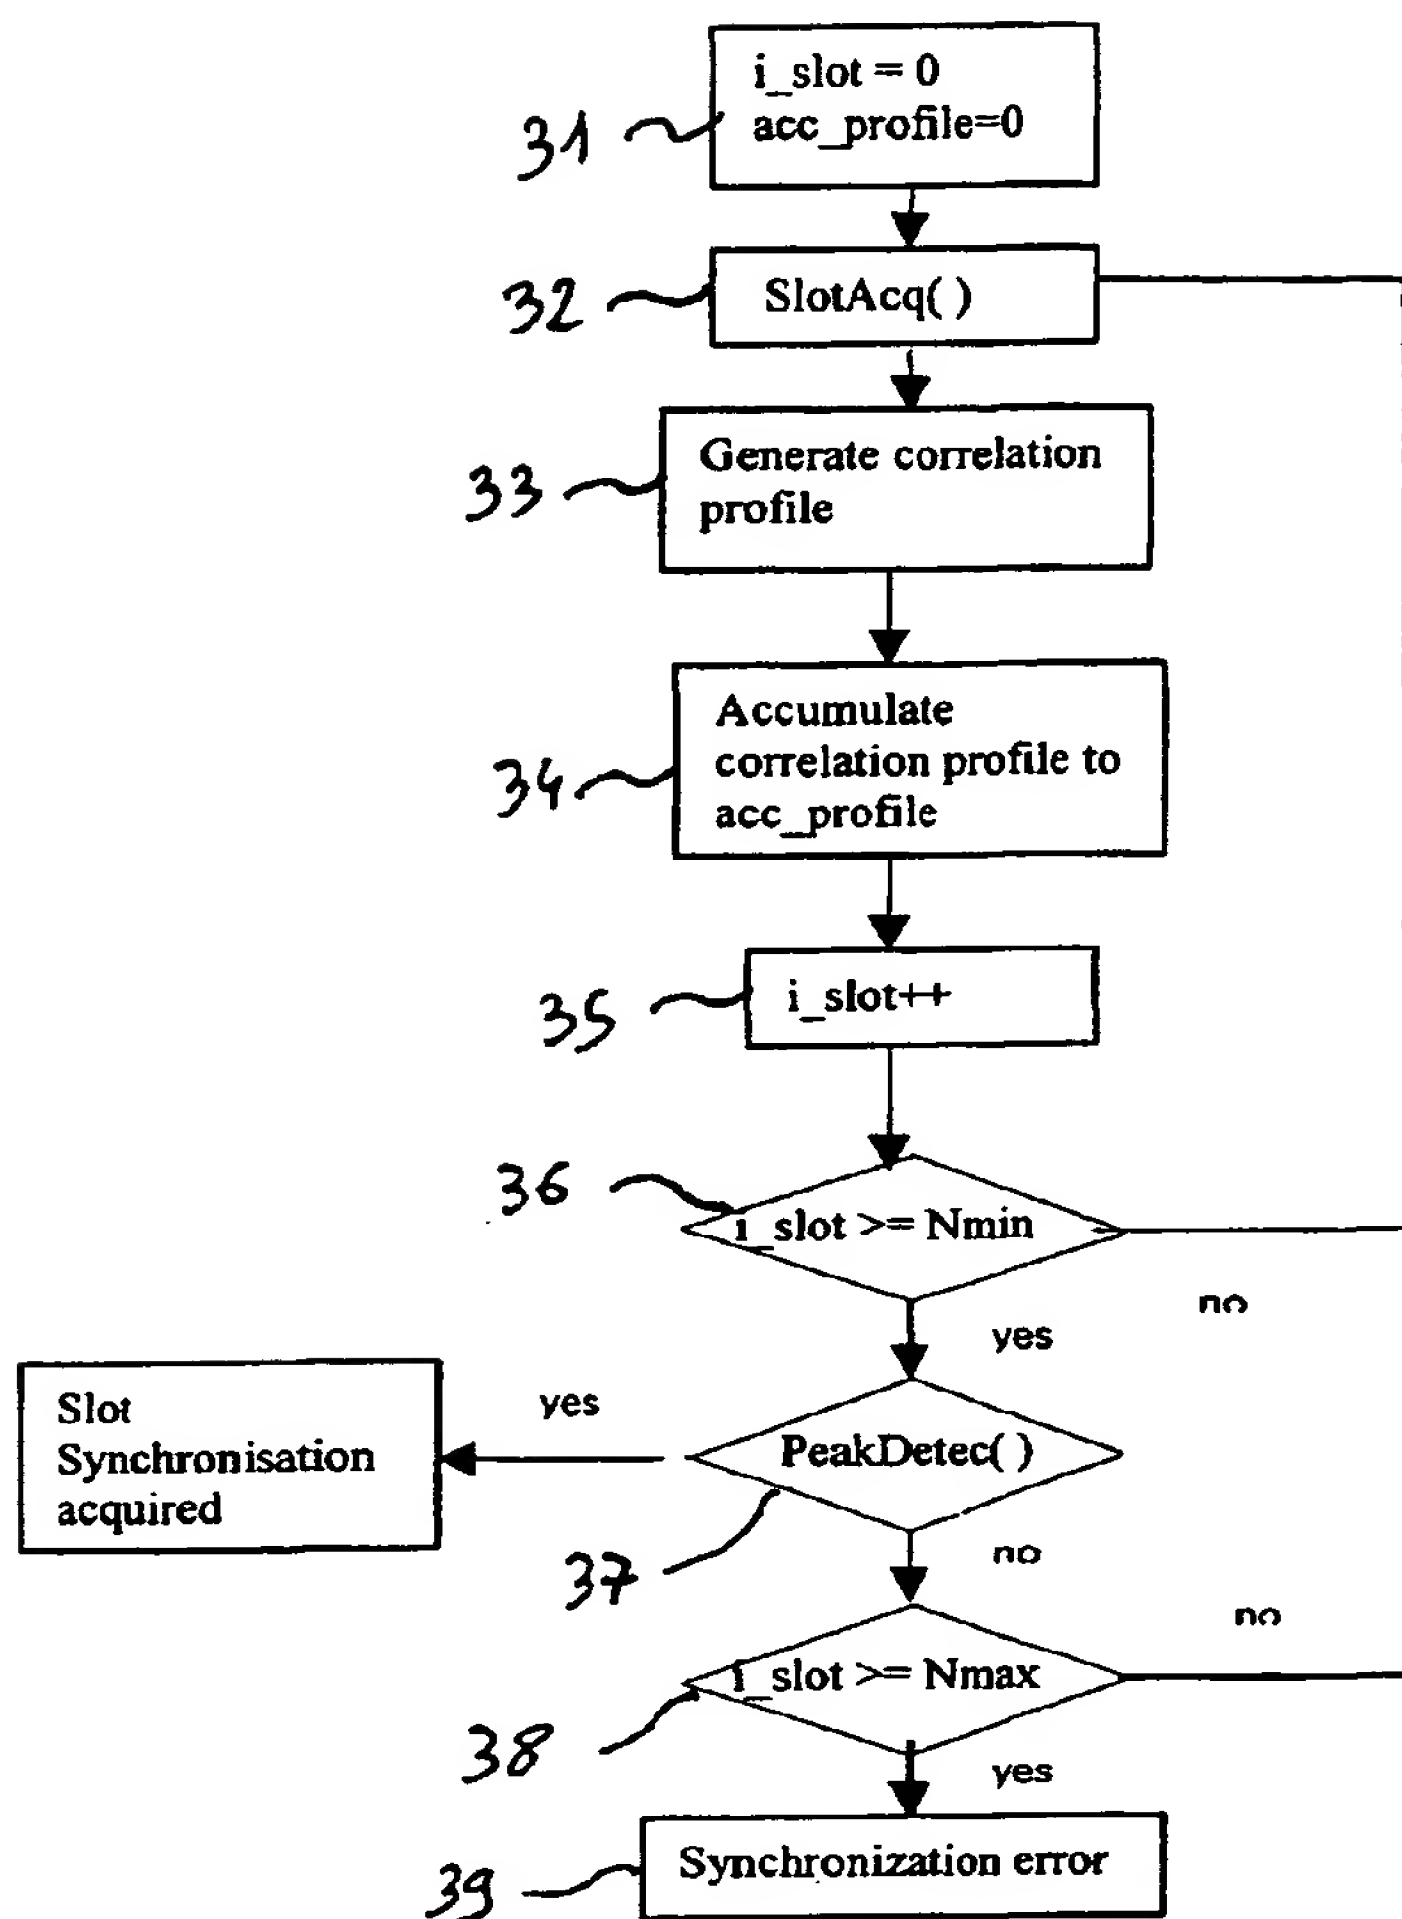 i_slot = 0
acc_profile=0
31
SlotAcq( )
32
Generate correlation
profile
33
Accumulate
correlation profile to
acc_profile
34
i_slot++
35
36
i_slot >= Nmin
no
yes
Slot
Synchronisation
acquired
yes
PeakDetec( )
37
no
no
i_slot >= Nmax
38
yes
Synchronization error
39